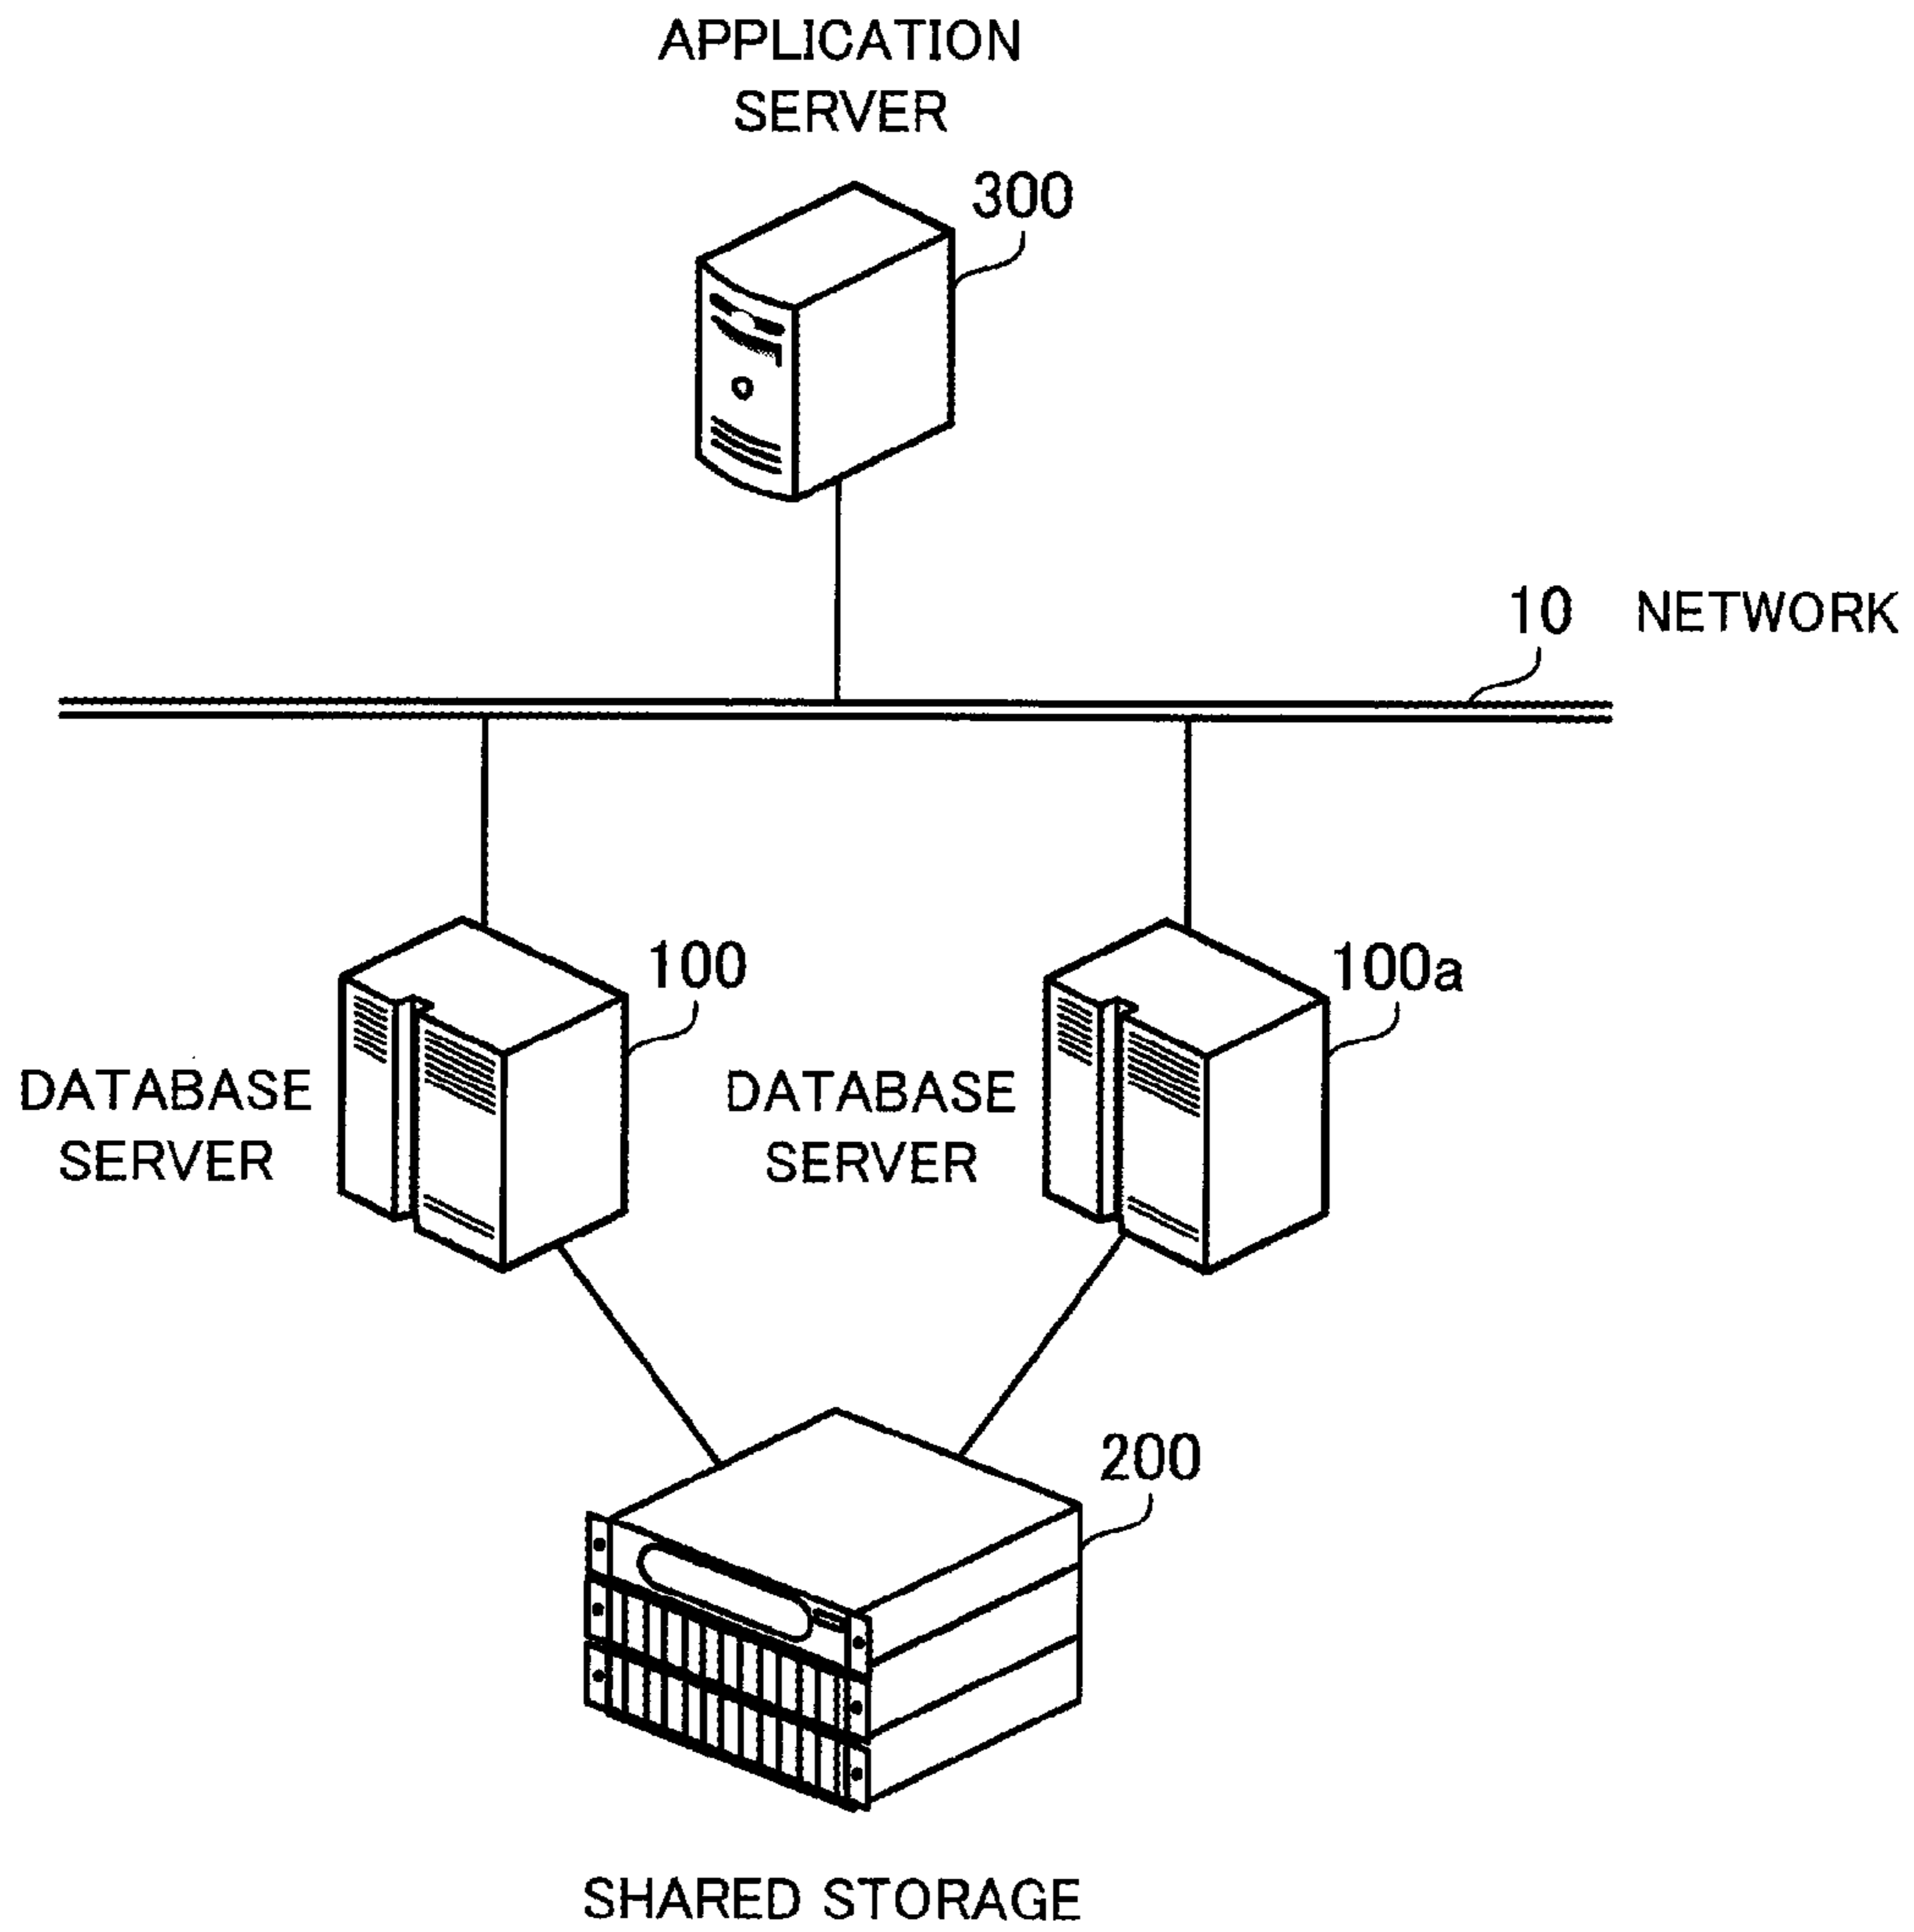 APPLICATION
SERVER
300
10 NETWORK
100
100a
DATABASE
SERVER
DATABASE
SERVER
200
SHARED STORAGE